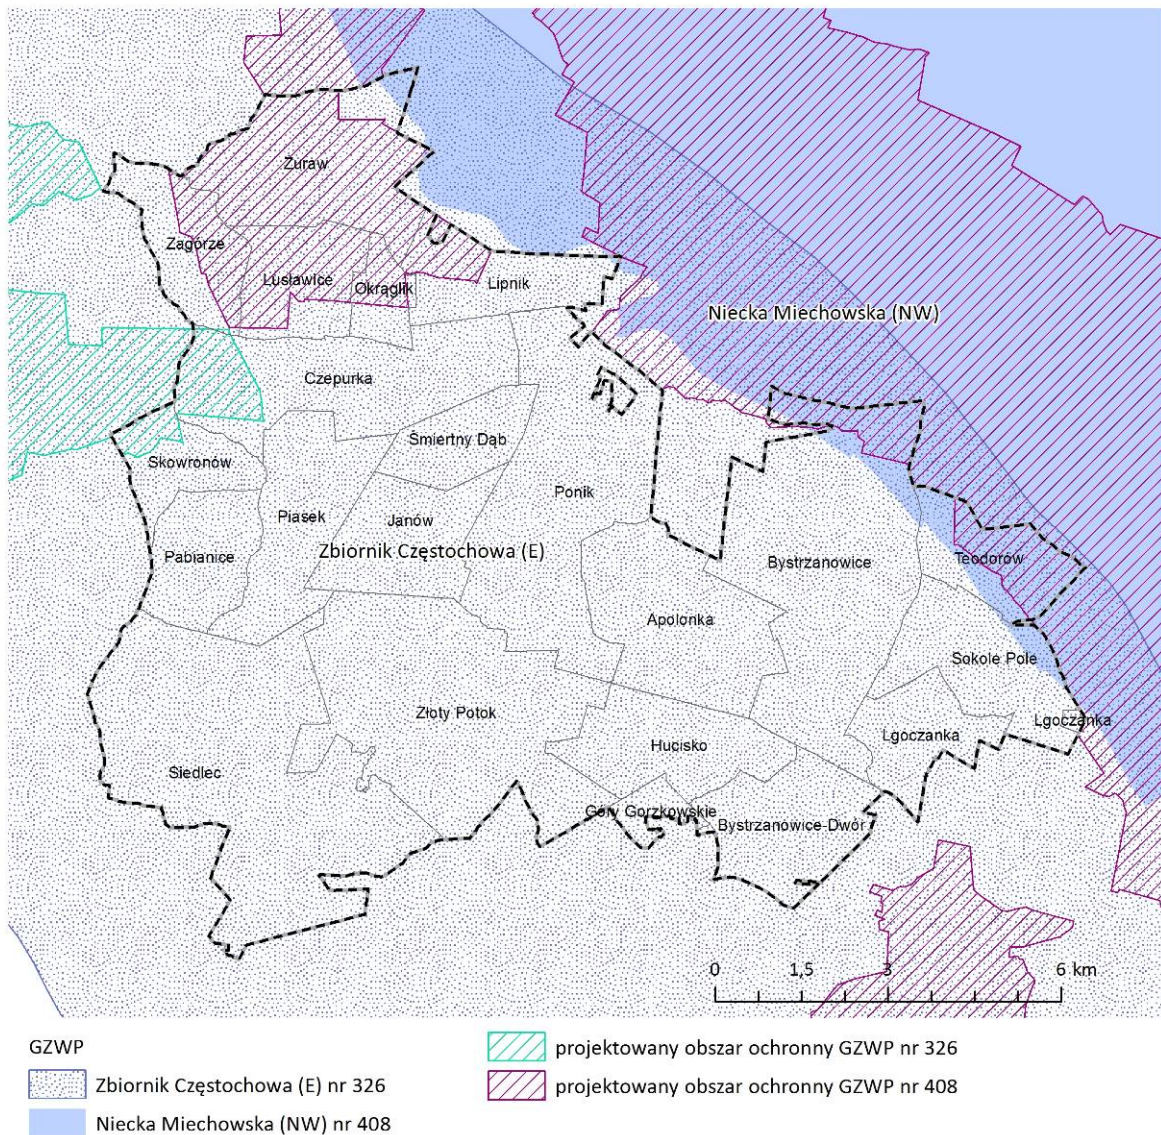 Żuraw
Zagórze
Lusławice
Okrąglik
Lipnik
Niecka Miechowska (NW)
Czepurka
Śmiertny Dąb
Skowronów
Ponik
Piasek
Janów
Zbiornik Częstochowa (E)
Pabianice
Bystrzanowice
Teodorów
Apolonka
Sokole Pole
Złoty Potok
Lgoczanka
Lgoczanka
Hucisko
Siedlec
Góry Gorzkowskie
Bystrzanowice-Dwór
0 1,5 3 6 km
GZWP
Zbiornik Częstochowa (E) nr 326
Niecka Miechowska (NW) nr 408
projektowany obszar ochronny GZWP nr 326
projektowany obszar ochronny GZWP nr 408